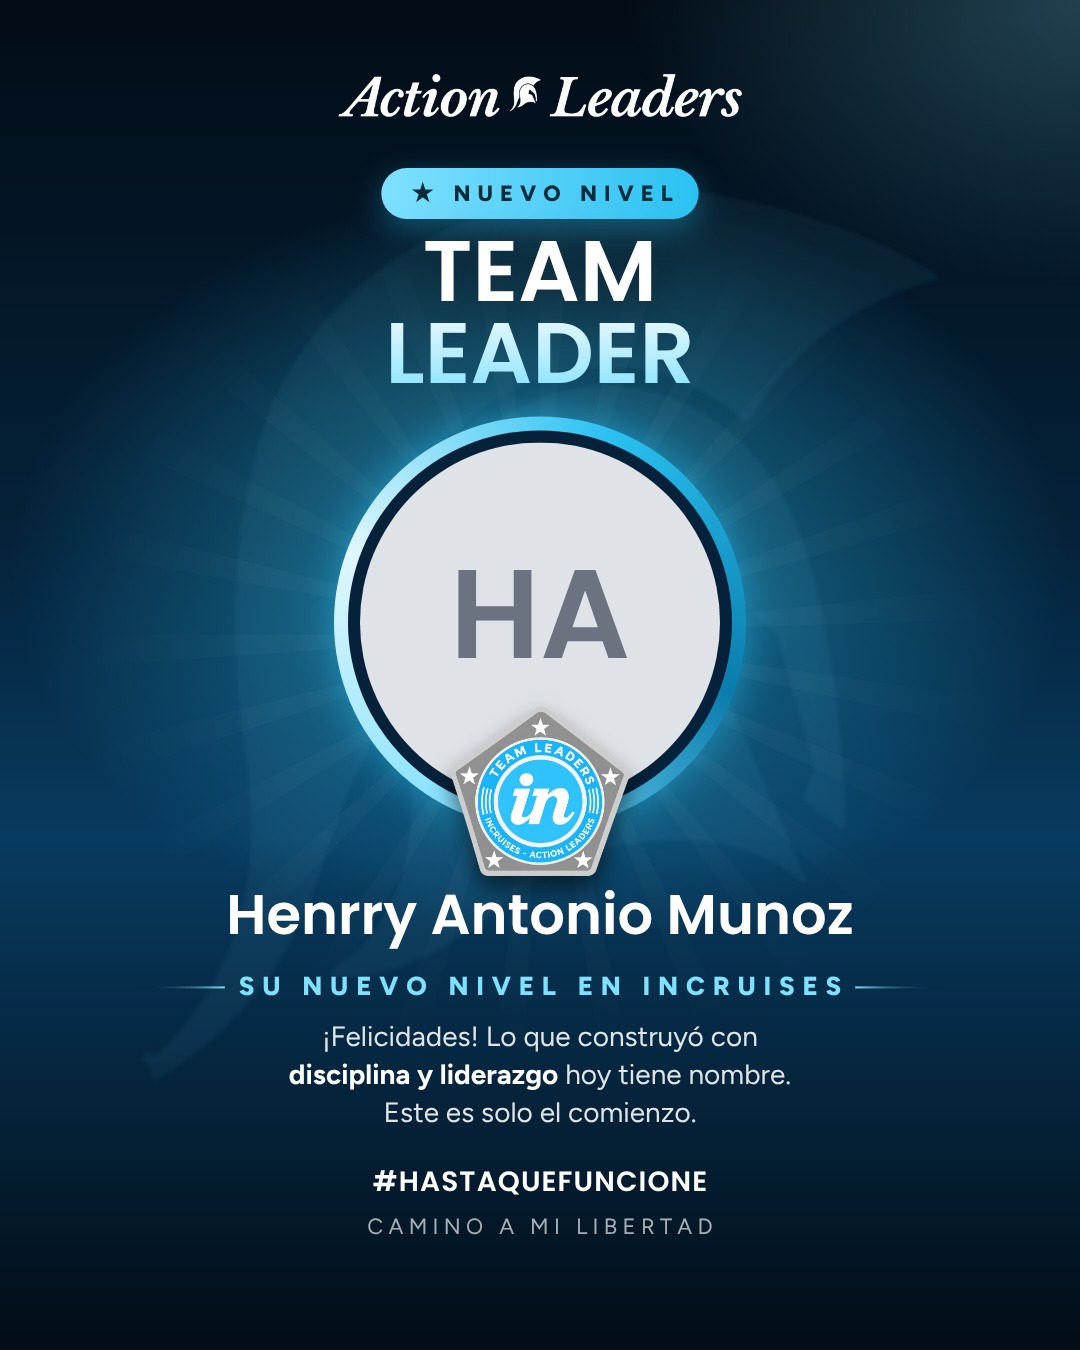 Action Leaders
★ NUEVO NIVEL
TEAM
LEADER
HA
TEAM LEADERS
in
INCRUISES - ACTION LEADERS
Henrry Antonio Munoz
SU NUEVO NIVEL EN INCRUISES
¡Felicidades! Lo que construyó con
disciplina y liderazgo hoy tiene nombre.
Este es solo el comienzo.
#HASTAQUEFUNCIONE
CAMINO A MI LIBERTAD